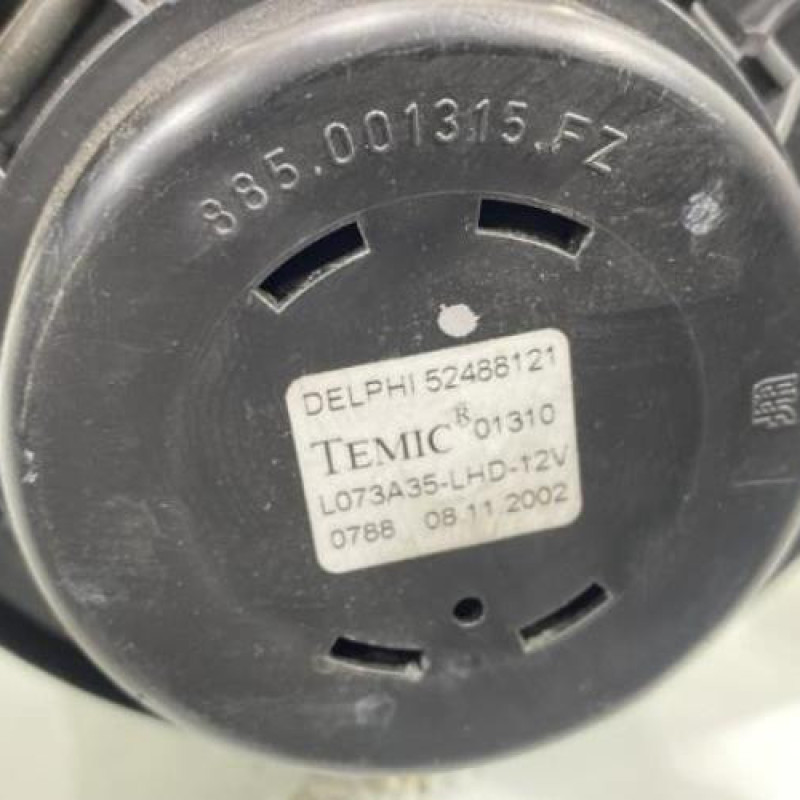 885.001315.FZ
DELPHI 52488121
TEMIC® 01310
L073A35-LHD-12V
0788 08.11.2002